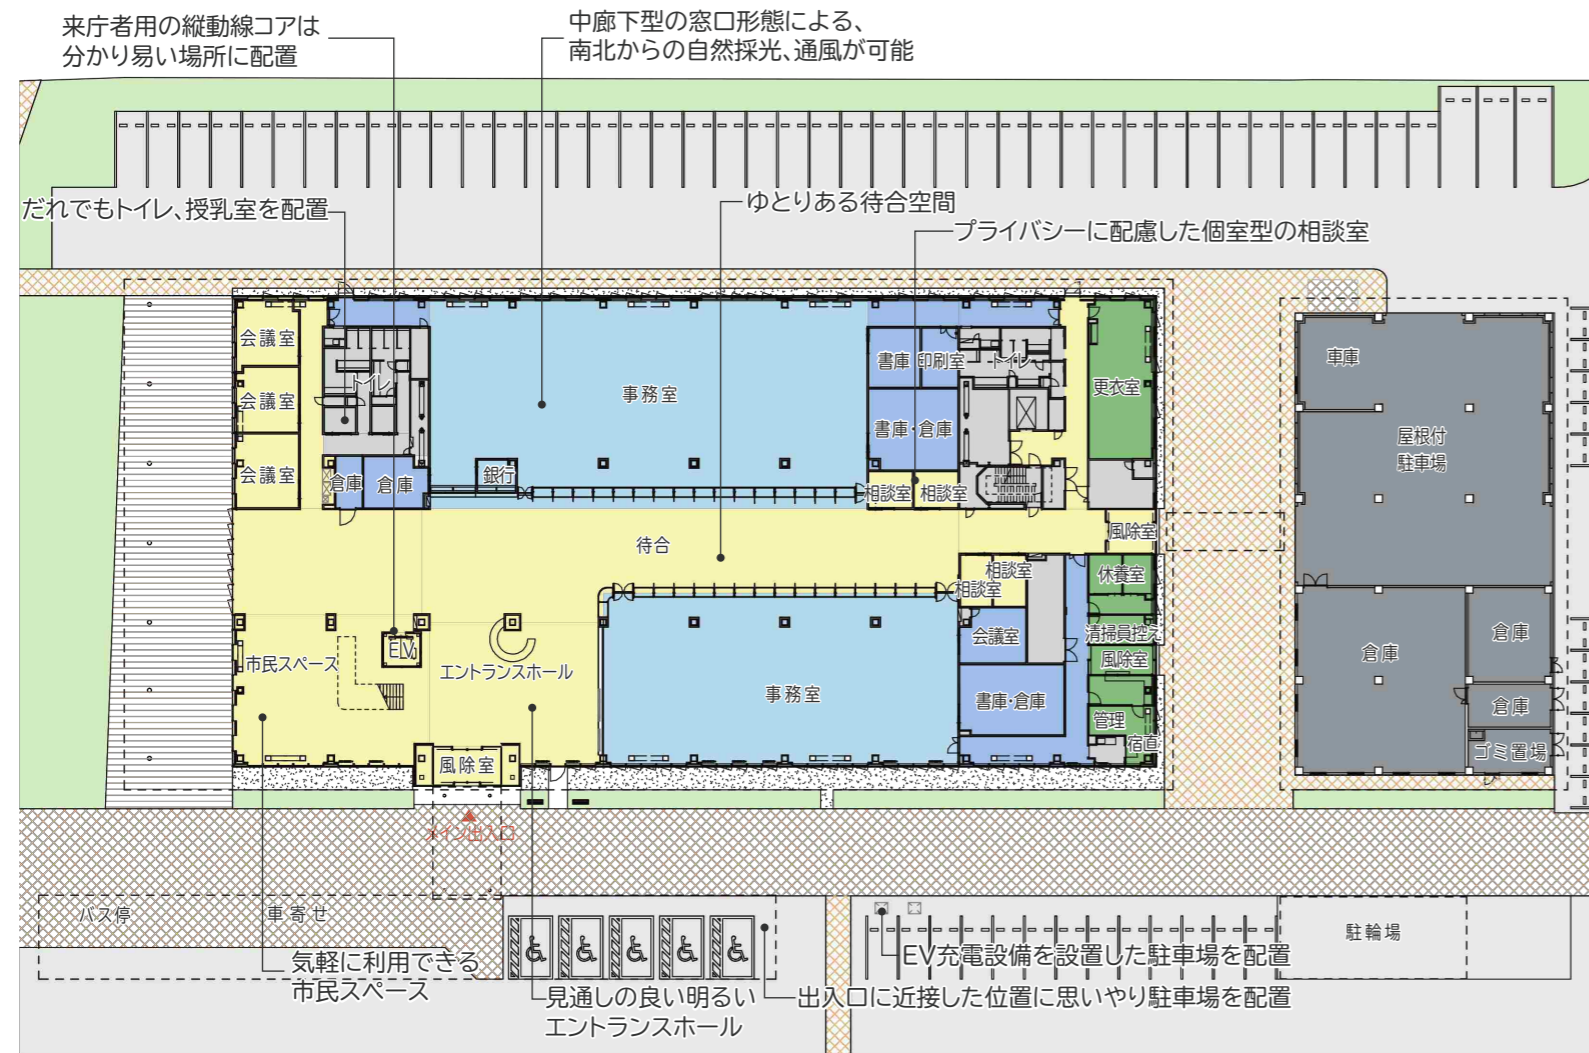 来庁者用の縦動線コアは
分かり易い場所に配置
中廊下型の窓口形態による、
南北からの自然採光、通風が可能
だれでもトイレ、授乳室を配置
ゆとりある待合空間
プライバシーに配慮した個室型の相談室
会議室
会議室
会議室
トイレ
倉庫
倉庫
事務室
銀行
書庫
印刷室
トイレ
書庫・倉庫
相談室
相談室
更衣室
風除室
待合
相談室
相談室
会議室
書庫・倉庫
休養室
清掃員控え
風除室
管理
宿直
市民スペース
EV
エントランスホール
事務室
風除室
メイン出入口
車庫
屋根付
駐車場
倉庫
倉庫
倉庫
ゴミ置場
バス停
車寄せ
駐輪場
気軽に利用できる
市民スペース
見通しの良い明るい
エントランスホール
EV充電設備を設置した駐車場を配置
出入口に近接した位置に思いやり駐車場を配置